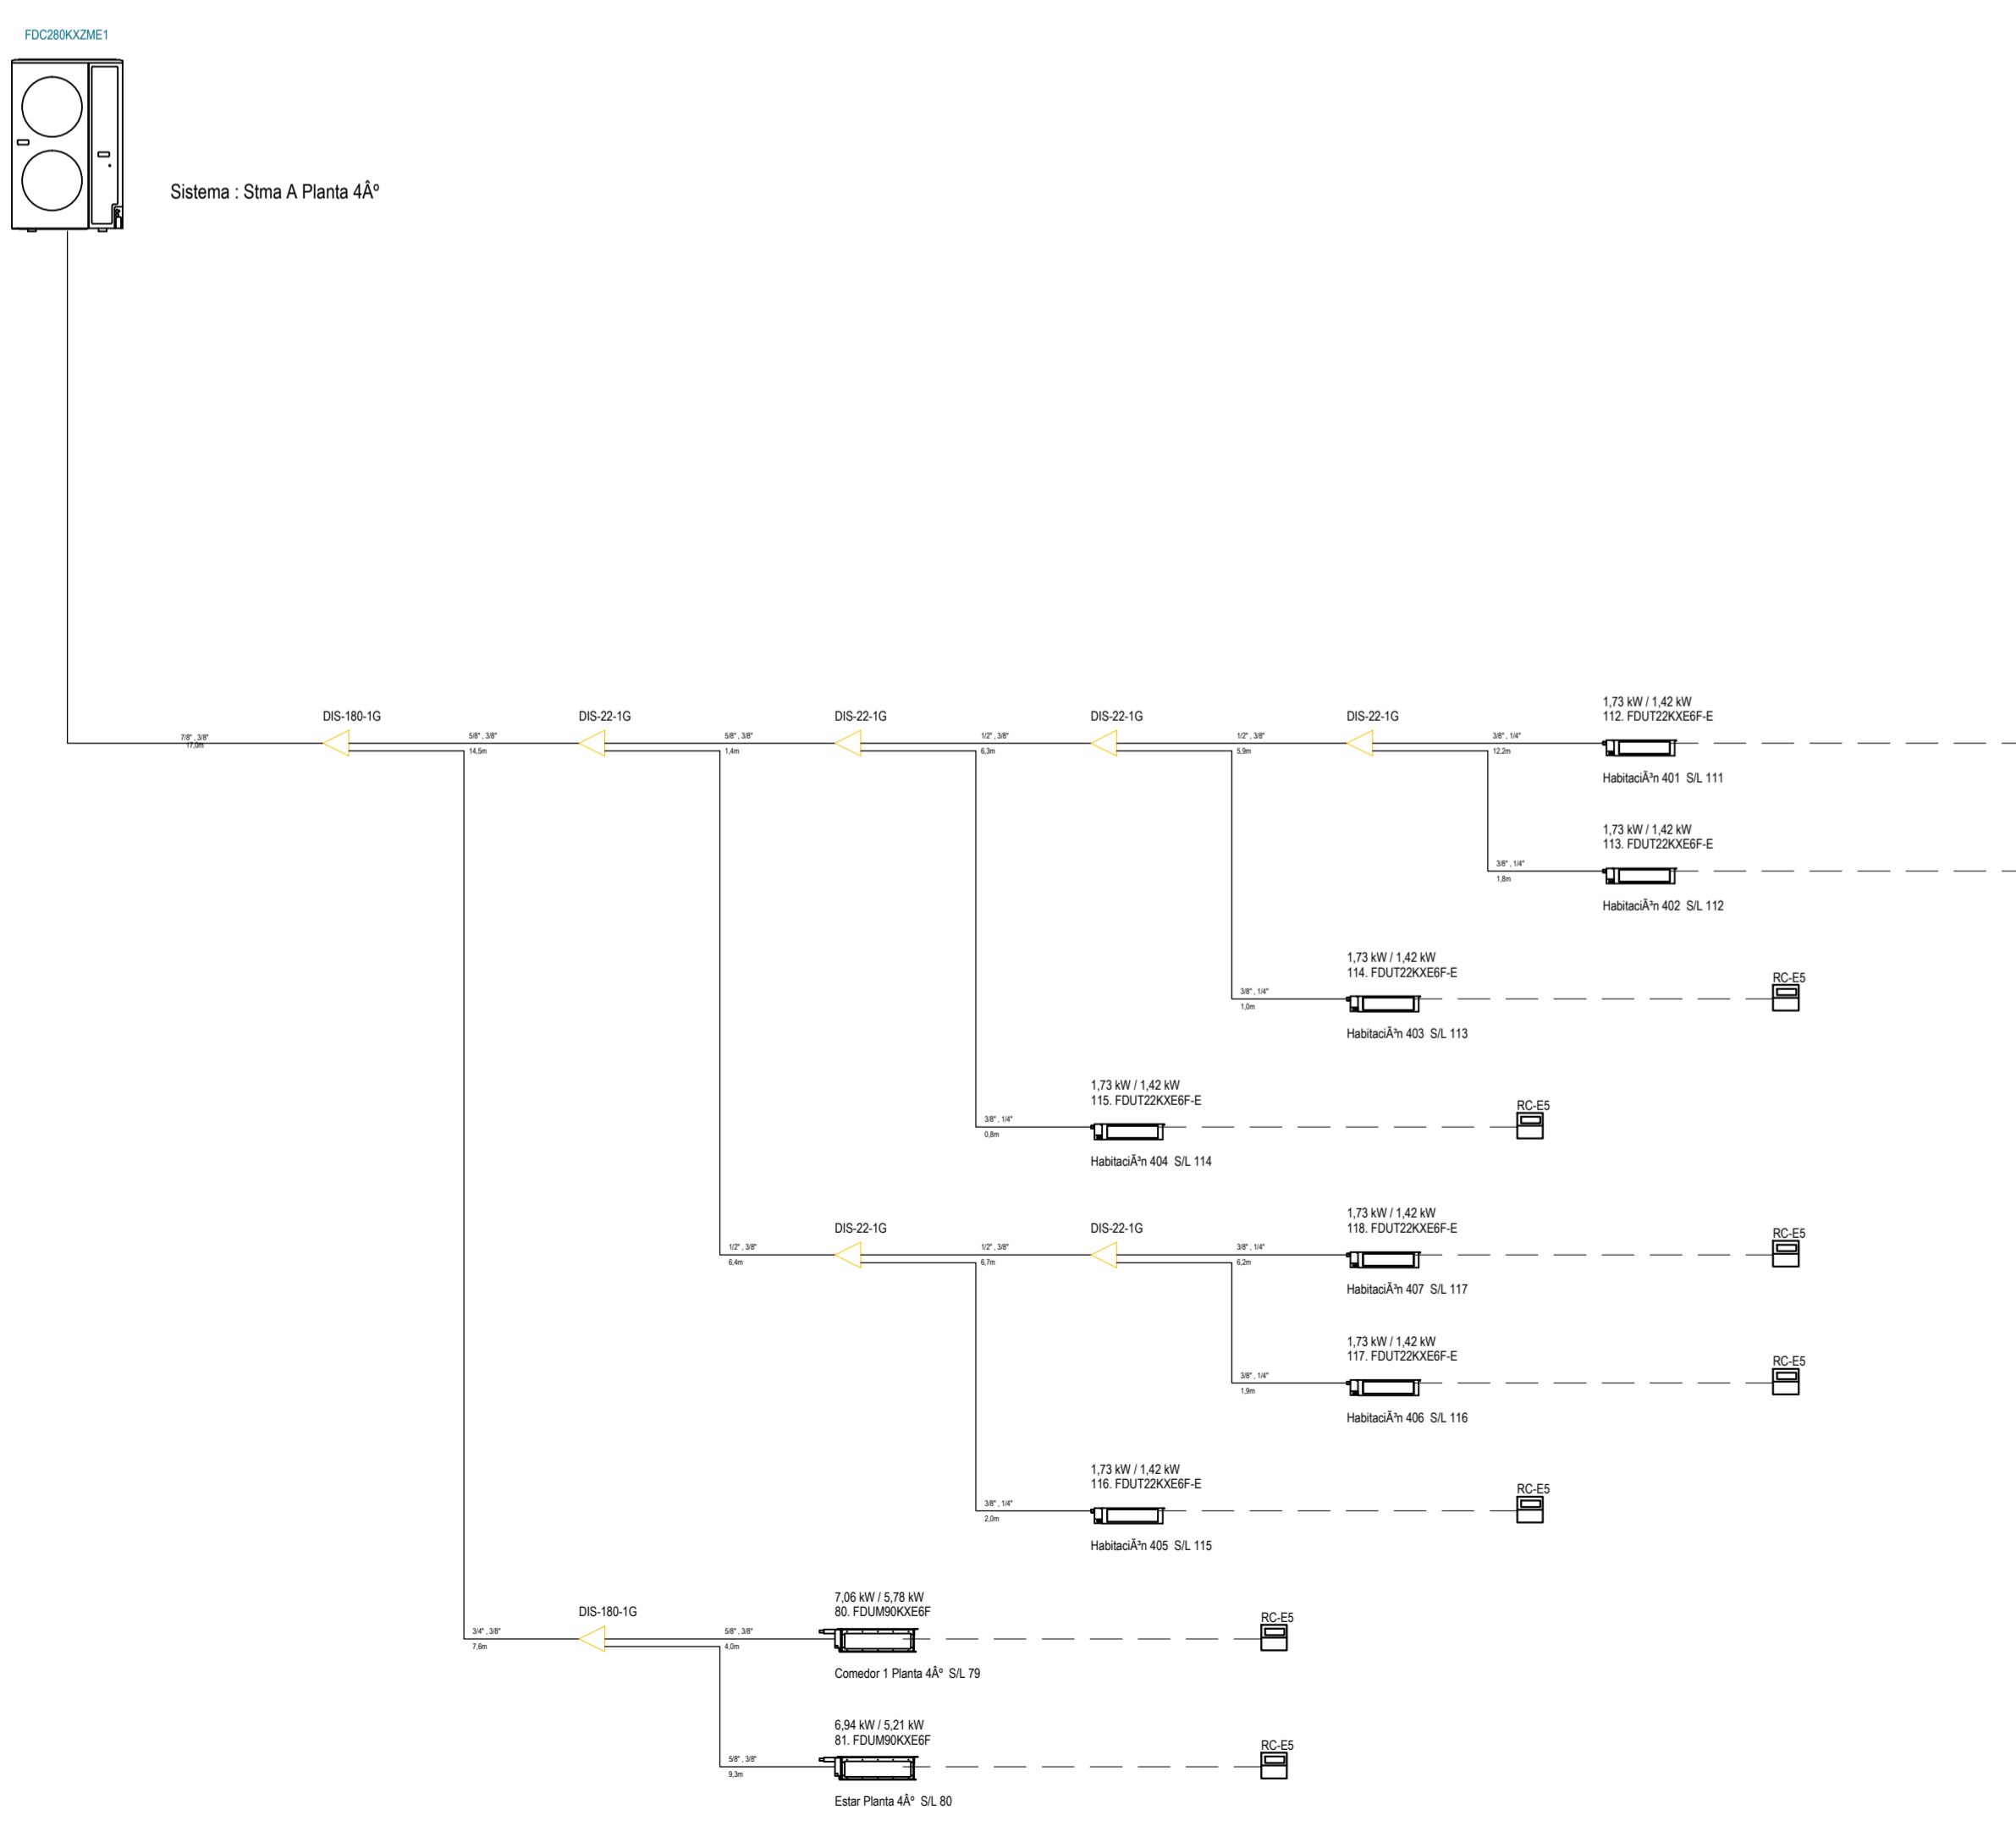 FDC280KXZME1
Sistema : Stma A Planta 4Âº
1,73 kW / 1,42 kW
112. FDUT22KXE6F-E
DIS-180-1G
DIS-22-1G
DIS-22-1G
DIS-22-1G
DIS-22-1G
7/8" , 3/8"
17,0m
5/8" , 3/8"
14,5m
5/8" , 3/8"
1,4m
1/2" , 3/8"
6,3m
1/2" , 3/8"
5,9m
3/8" , 1/4"
12,2m
HabitaciÃ³n 401 S/L 111
1,73 kW / 1,42 kW
113. FDUT22KXE6F-E
3/8" , 1/4"
1,8m
HabitaciÃ³n 402 S/L 112
1,73 kW / 1,42 kW
114. FDUT22KXE6F-E
RC-E5
3/8" , 1/4"
1,0m
HabitaciÃ³n 403 S/L 113
1,73 kW / 1,42 kW
115. FDUT22KXE6F-E
RC-E5
3/8" , 1/4"
0,8m
HabitaciÃ³n 404 S/L 114
1,73 kW / 1,42 kW
118. FDUT22KXE6F-E
DIS-22-1G
DIS-22-1G
RC-E5
1/2" , 3/8"
6,4m
1/2" , 3/8"
6,7m
3/8" , 1/4"
6,2m
HabitaciÃ³n 407 S/L 117
1,73 kW / 1,42 kW
117. FDUT22KXE6F-E
RC-E5
3/8" , 1/4"
1,9m
HabitaciÃ³n 406 S/L 116
1,73 kW / 1,42 kW
116. FDUT22KXE6F-E
RC-E5
3/8" , 1/4"
2,0m
HabitaciÃ³n 405 S/L 115
7,06 kW / 5,78 kW
80. FDUM90KXE6F
DIS-180-1G
RC-E5
3/4" , 3/8"
7,6m
5/8" , 3/8"
4,0m
Comedor 1 Planta 4Âº S/L 79
6,94 kW / 5,21 kW
81. FDUM90KXE6F
RC-E5
5/8" , 3/8"
9,3m
Estar Planta 4Âº S/L 80